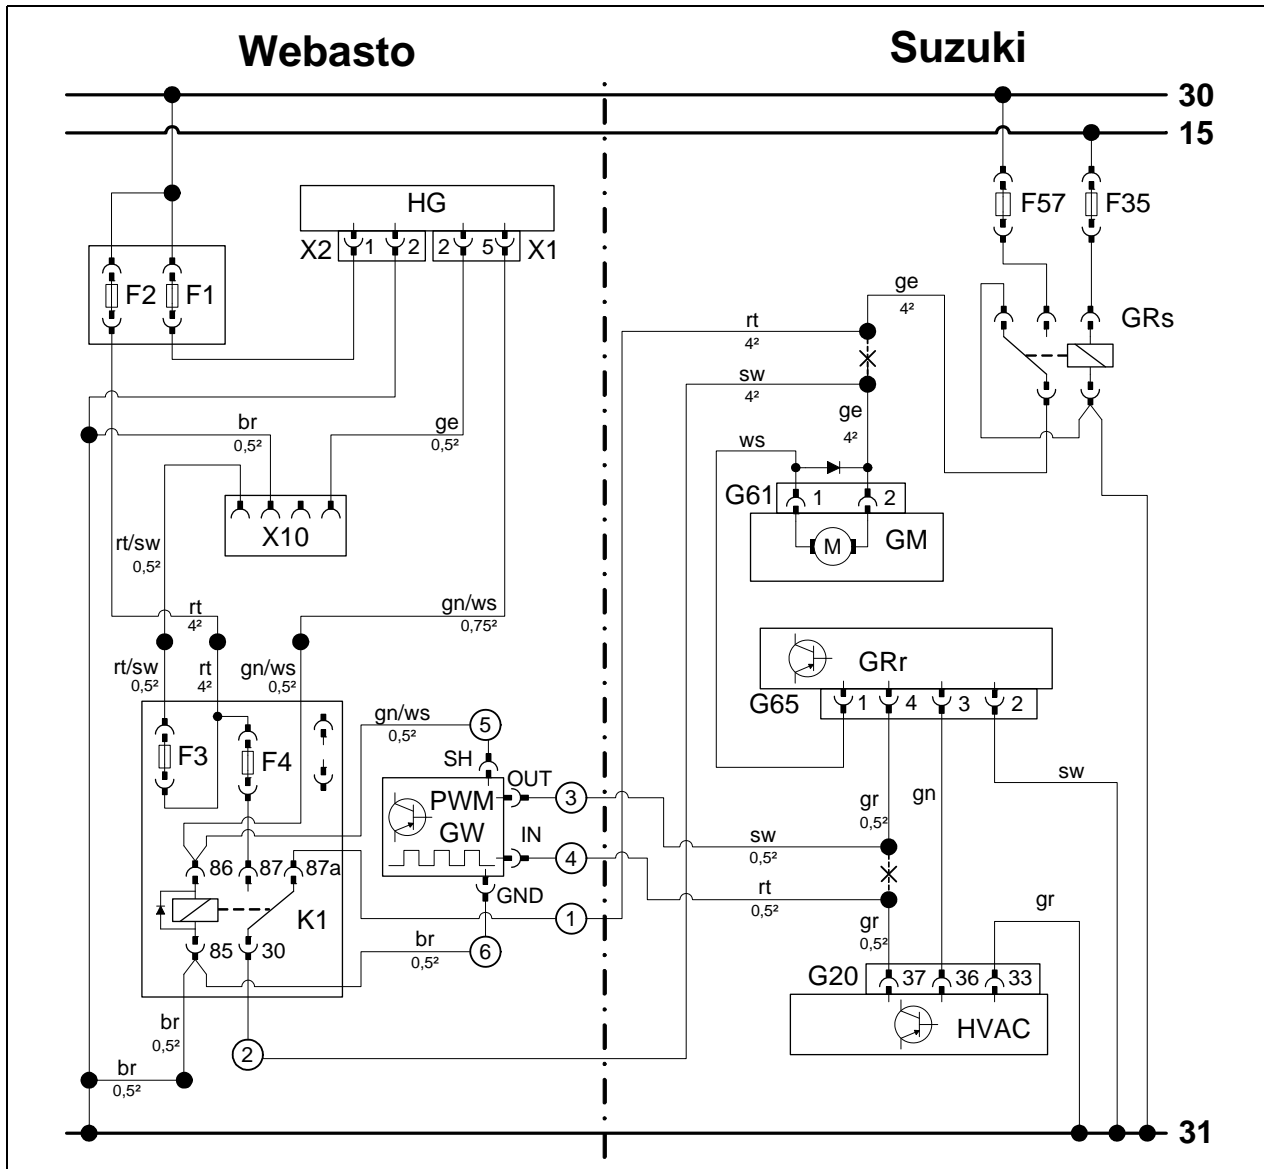 Webasto
Suzuki
30
15
HG
F57
F35
X2
1
2
2
5
X1
F2
F1
ge
4²
GRs
rt
4²
sw
4²
br
0,5²
ge
0,5²
ge
4²
ws
G61
1
2
X10
GM
M
rt/sw
0,5²
rt
4²
gn/ws
0,75²
rt/sw
0,5²
rt
4²
gn/ws
0,5²
GRr
G65
1
4
3
2
gn/ws
0,5²
5
F3
F4
SH
OUT
PWM
3
sw
GW
IN
gr
0,5²
gn
sw
0,5²
4
86
87
87a
GND
rt
0,5²
gr
K1
1
gr
0,5²
85
30
br
0,5²
6
G20
37
36
33
br
0,5²
HVAC
2
br
0,5²
31